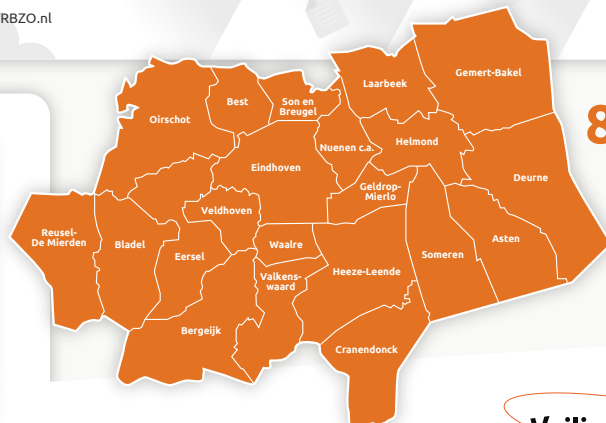 RBZO.nl
Gemert-Bakel
Laarbeek
Best
Son en
Breugel
Oirschot
8
Helmond
Nuenen c.a.
Eindhoven
Deurne
Geldrop-
Mierlo
Veldhoven
Reusel-
De Mierden
Bladel
Eersel
Waalre
Asten
Someren
Heeze-Leende
Valkens-
waard
Bergeijk
Cranendonck